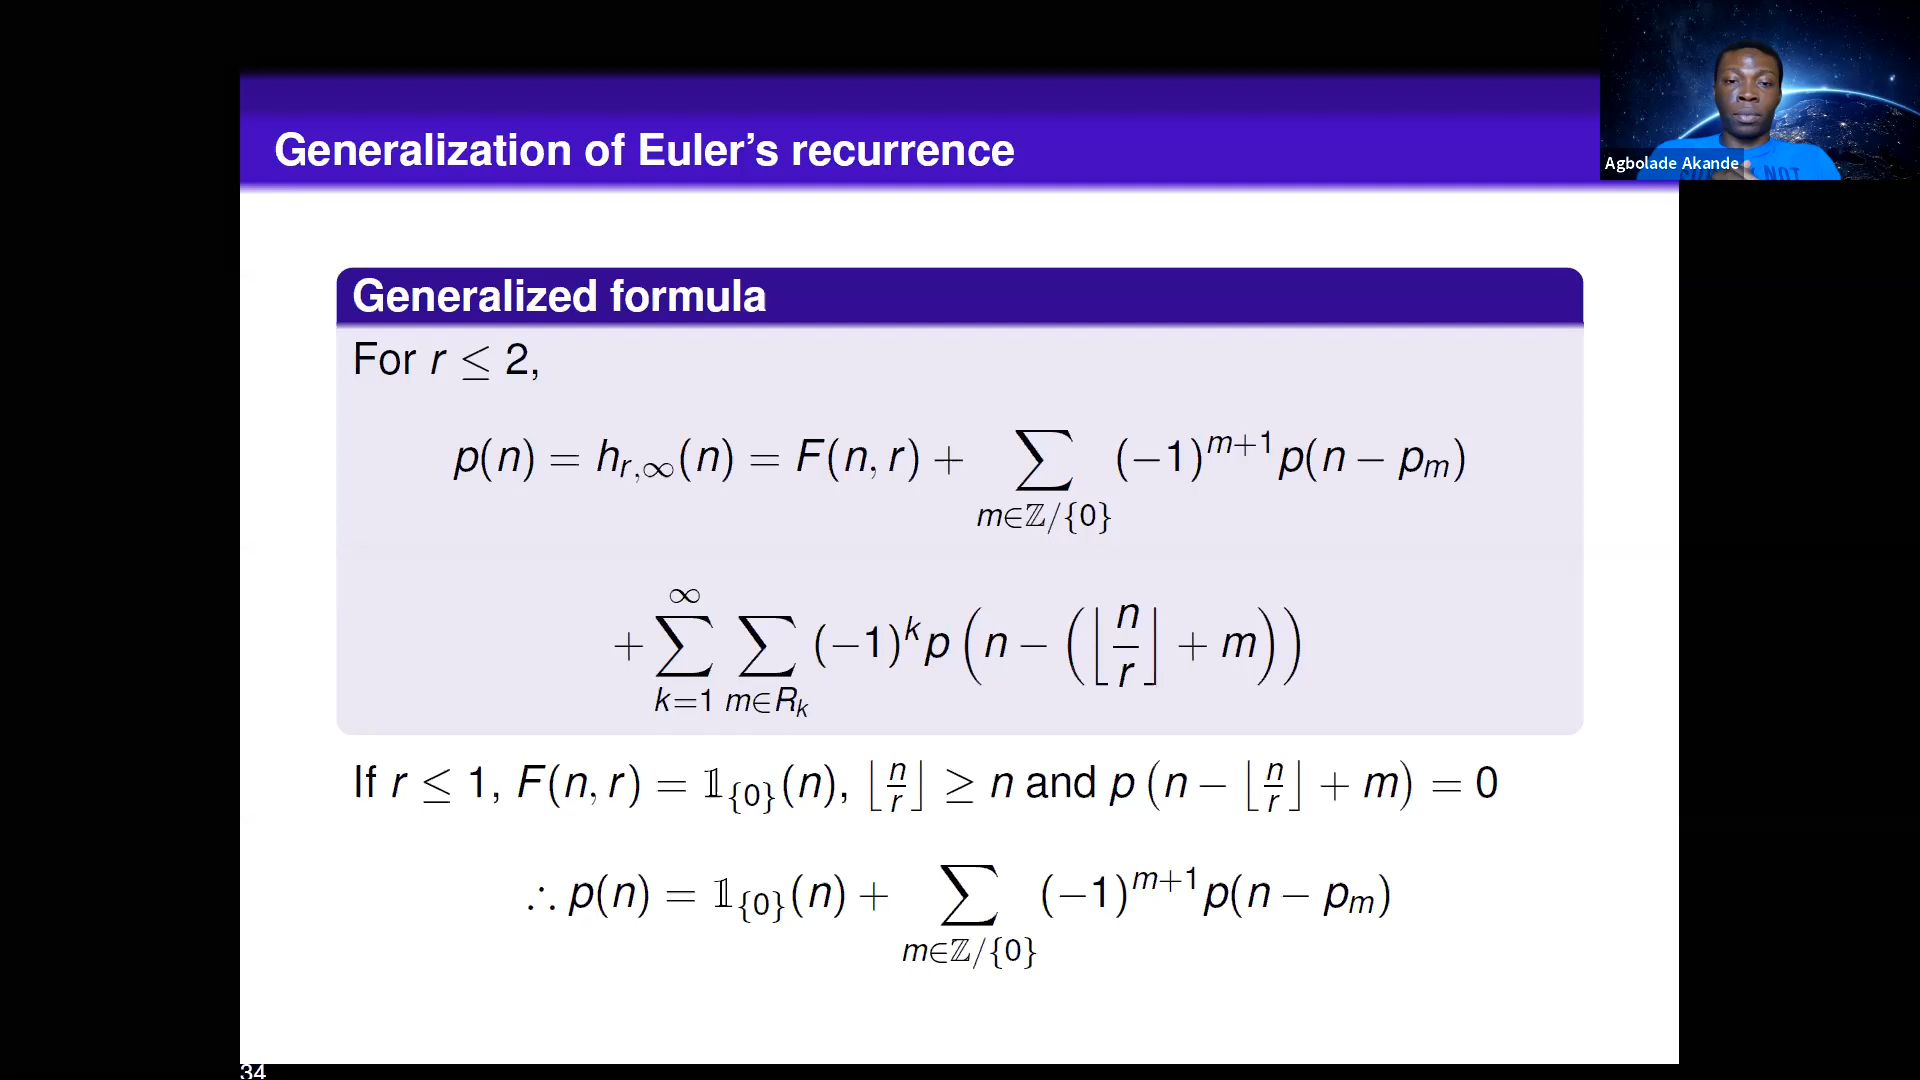 Generalization of Euler's recurrence
Agbolade Akande
NOT
Generalized formula
For r ≤ 2,
p(n) = h_{r,∞}(n) = F(n, r) + ∑_{m∈ℤ/{0}} (−1)^{m+1} p(n − p_m)
+ ∑_{k=1}^{∞} ∑_{m∈R_k} (−1)^k p(n − (⌊n/r⌋ + m))
If r ≤ 1, F(n, r) = 𝟙_{{0}}(n), ⌊n/r⌋ ≥ n and p(n − ⌊n/r⌋ + m) = 0
∴ p(n) = 𝟙_{{0}}(n) + ∑_{m∈ℤ/{0}} (−1)^{m+1} p(n − p_m)
34